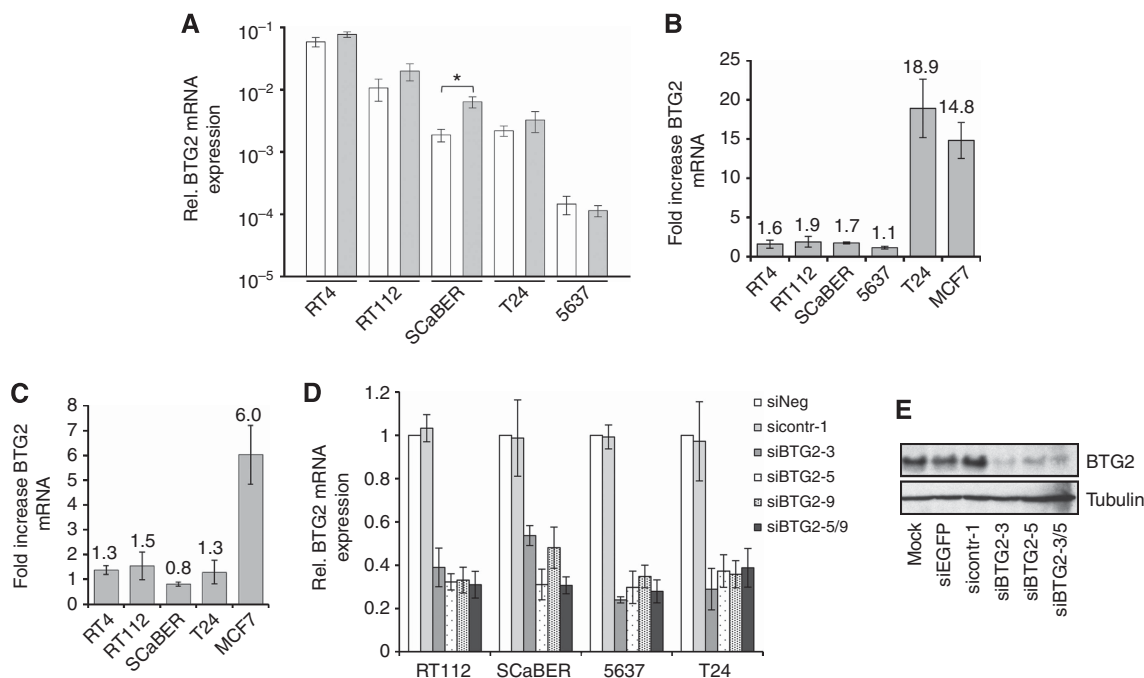 A
Rel. BTG2 mRNA
expression
10−1
10−2
10−3
10−4
10−5
*
RT4
RT112
SCaBER
T24
5637
B
Fold increase BTG2
mRNA
25
20
15
10
5
0
1.6
1.9
1.7
1.1
18.9
14.8
RT4
RT112
SCaBER
5637
T24
MCF7
C
Fold increase BTG2
mRNA
8
7
6
5
4
3
2
1
0
1.3
1.5
0.8
1.3
6.0
RT4
RT112
SCaBER
T24
MCF7
D
Rel. BTG2 mRNA
expression
1.2
1
0.8
0.6
0.4
0.2
0
RT112
SCaBER
5637
T24
siNeg
sicontr-1
siBTG2-3
siBTG2-5
siBTG2-9
siBTG2-5/9
E
BTG2
Tubulin
Mock
siEGFP
sicontr-1
siBTG2-3
siBTG2-5
siBTG2-3/5